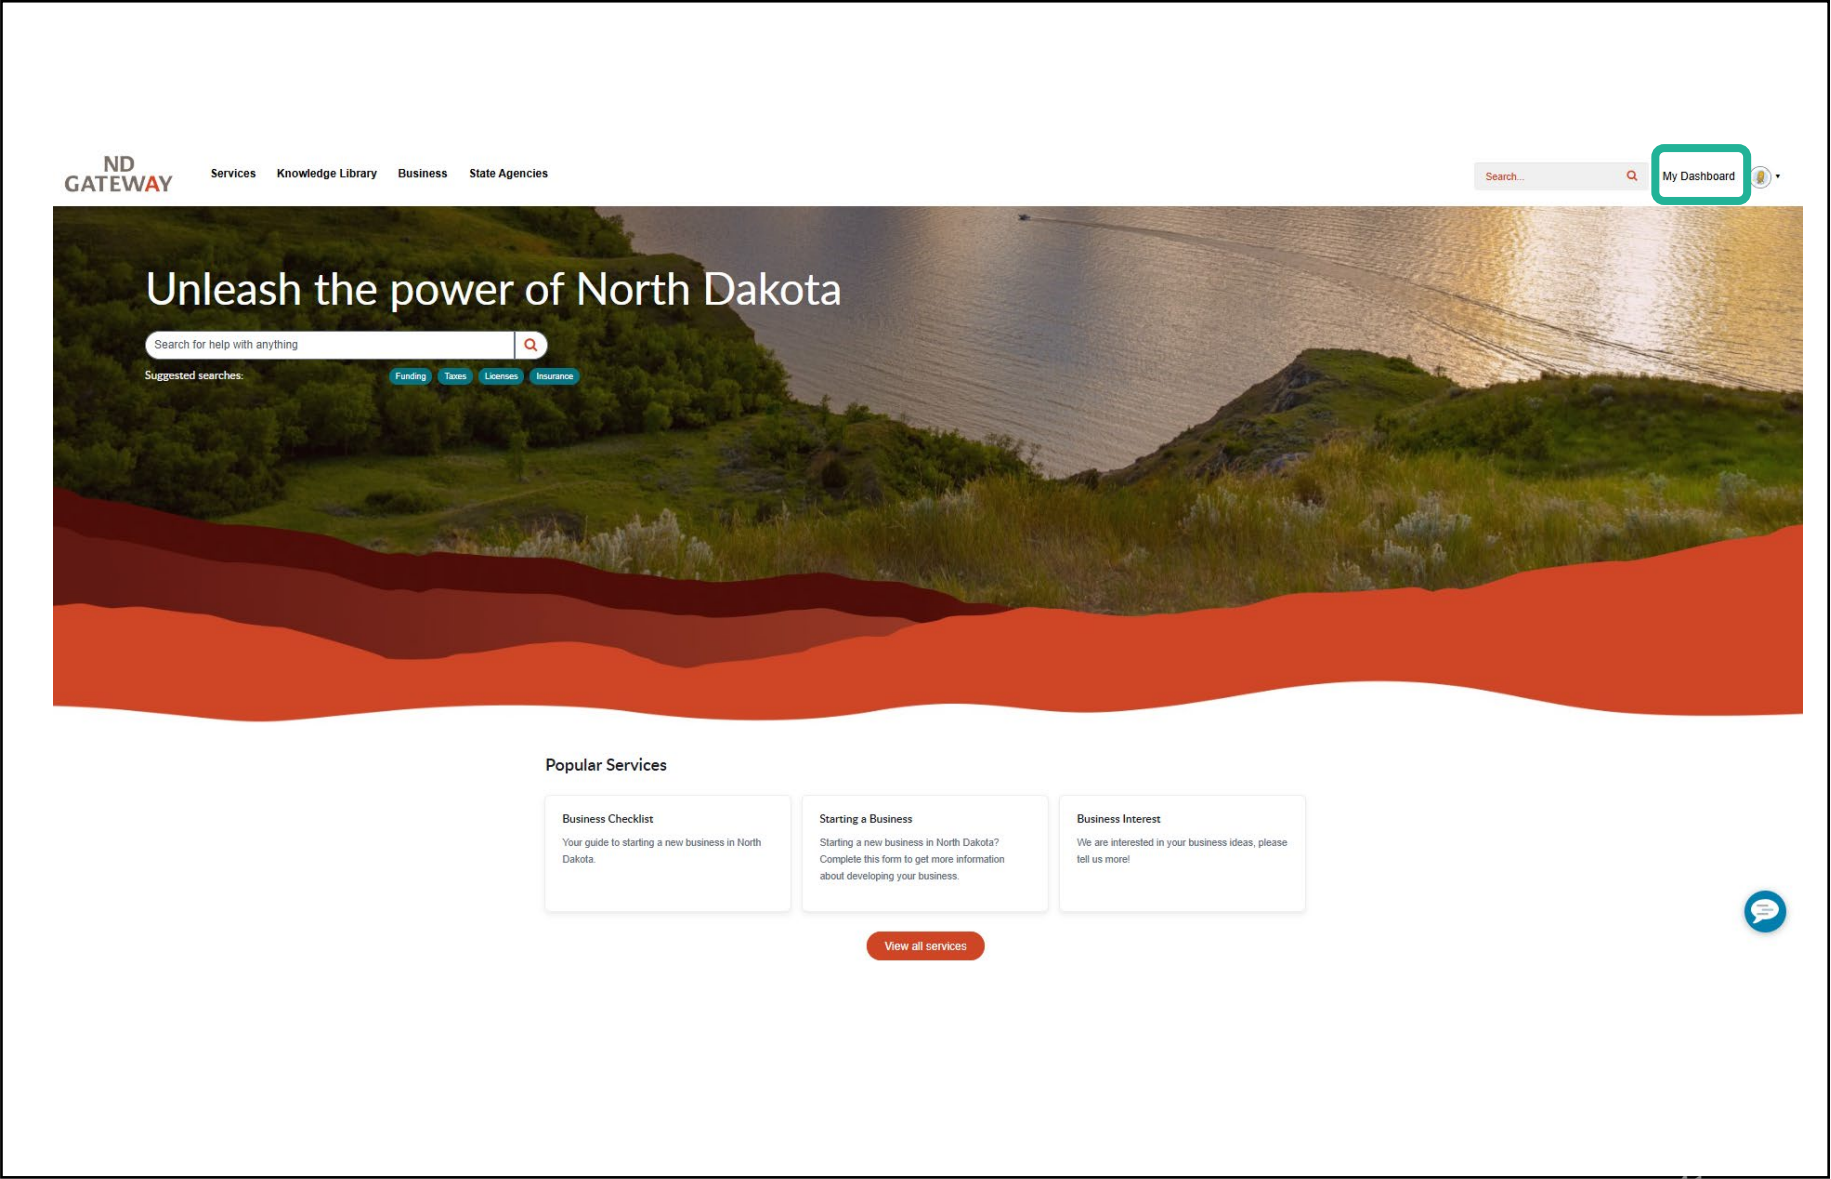 ND
GATEWAY
Services Knowledge Library Business State Agencies
Search...
My Dashboard
Unleash the power of North Dakota
Search for help with anything
Suggested searches:
Funding Taxes Licenses Insurance
Popular Services
Business Checklist
Your guide to starting a new business in North
Dakota.
Starting a Business
Starting a new business in North Dakota?
Complete this form to get more information
about developing your business.
Business Interest
We are interested in your business ideas, please
tell us more!
View all services